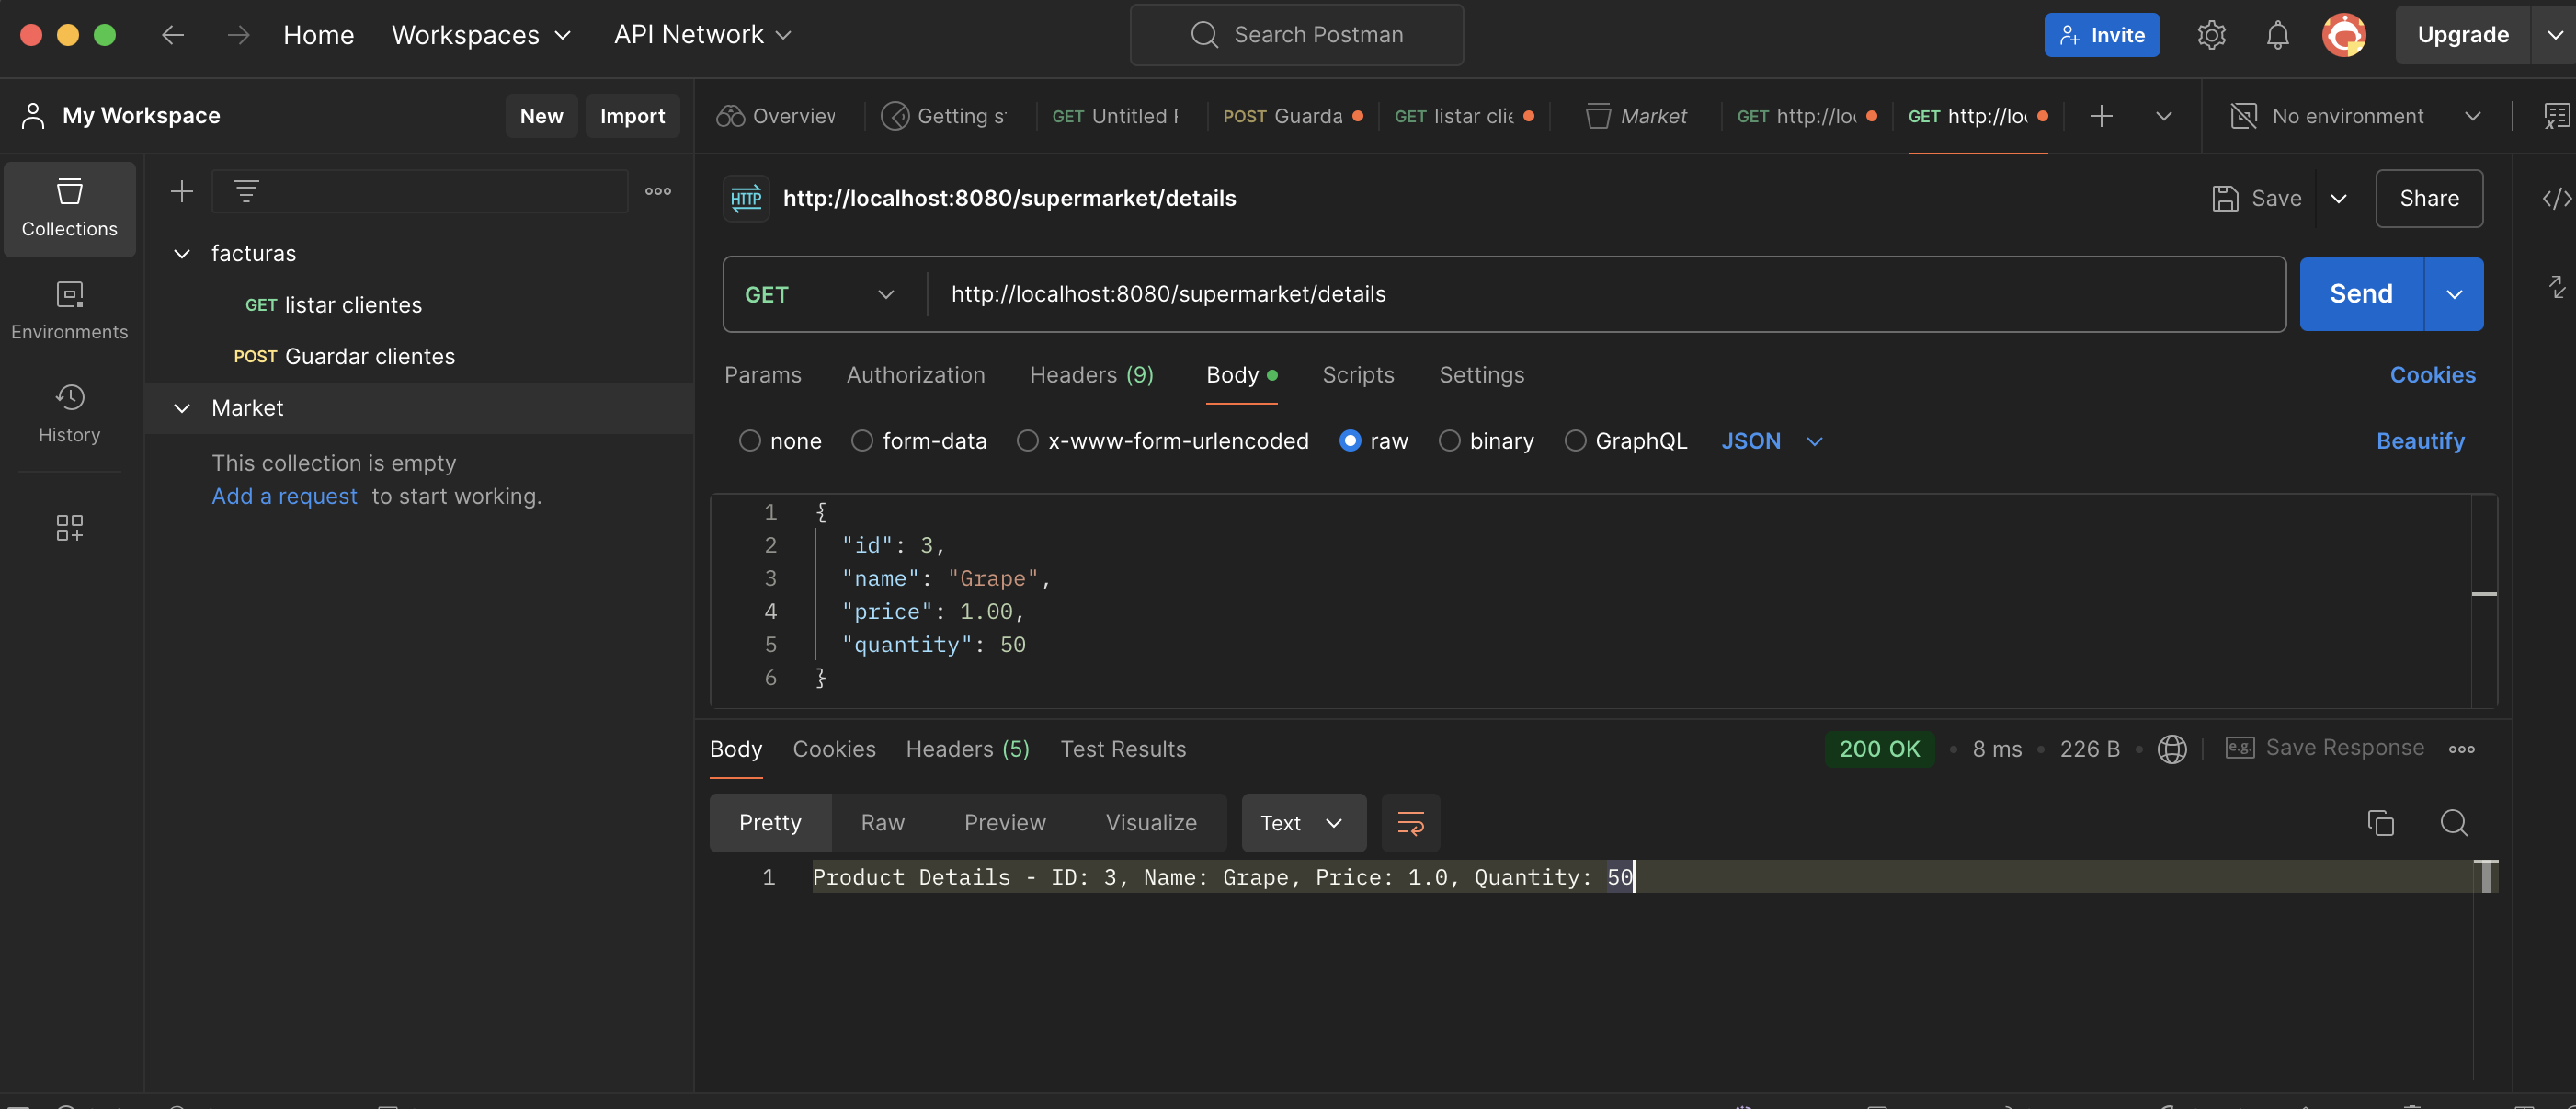 Home Workspaces API Network Search Postman Invite Upgrade
My Workspace New Import
Overview Getting s GET Untitled POST Guarda GET listar clie Market GET http://lo GET http://lo No environment
Collections
Environments
History
facturas
GET listar clientes
POST Guardar clientes
Market
This collection is empty
Add a request to start working.
HTTP http://localhost:8080/supermarket/details Save Share
GET http://localhost:8080/supermarket/details Send
Params Authorization Headers (9) Body Scripts Settings Cookies
none form-data x-www-form-urlencoded raw binary GraphQL JSON Beautify
1 {
2 "id": 3,
3 "name": "Grape",
4 "price": 1.00,
5 "quantity": 50
6 }
Body Cookies Headers (5) Test Results 200 OK 8 ms 226 B e.g. Save Response
Pretty Raw Preview Visualize Text
1 Product Details - ID: 3, Name: Grape, Price: 1.0, Quantity: 50